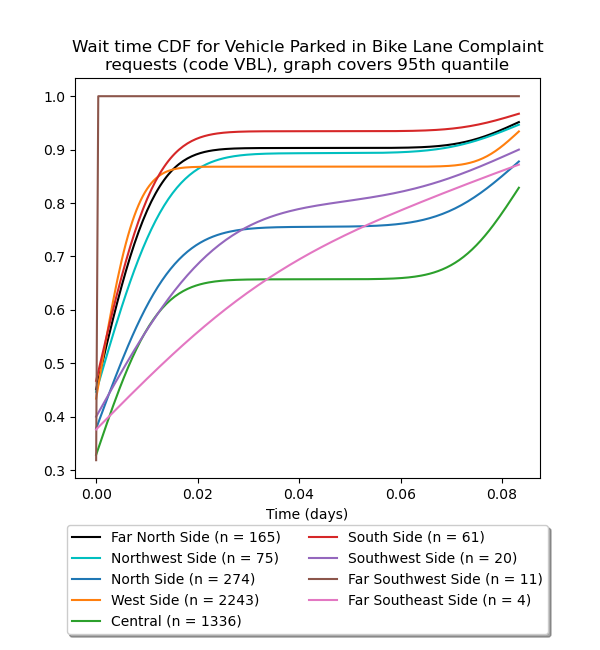 Wait time CDF for Vehicle Parked in Bike Lane Complaint
requests (code VBL), graph covers 95th quantile
1.0
0.9
0.8
0.7
0.6
0.5
0.4
0.3
0.00 0.02 0.04 0.06 0.08
Time (days)
Far North Side (n = 165)
Northwest Side (n = 75)
North Side (n = 274)
West Side (n = 2243)
Central (n = 1336)
South Side (n = 61)
Southwest Side (n = 20)
Far Southwest Side (n = 11)
Far Southeast Side (n = 4)